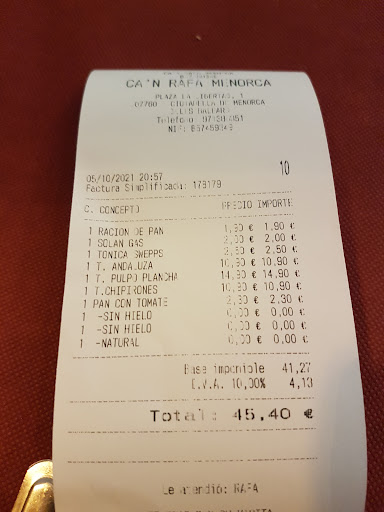 CA'N RAFA MENORCA
PLAZA LA LIBERTAD, 1
07760 CIUTADELLA DE MENORCA
ILLES BALEARS
Teléfono:
NIF:
10
05/10/2021 20:57
Factura Simplificada: 178179
C. CONCEPTO PRECIO IMPORTE
1 RACION DE PAN 1,90 € 1,90 €
1 SOLAN GAS 2,00 € 2,00 €
1 TONICA SWEPPS 2,50 € 2,50 €
1 T. ANDALUZA 10,90 € 10,90 €
1 T. PULPO PLANCHA 14,90 € 14,90 €
1 T.CHIPIRONES 10,90 € 10,90 €
1 PAN CON TOMATE 2,30 € 2,30 €
1 -SIN HIELO 0,00 € 0,00 €
1 -SIN HIELO 0,00 € 0,00 €
1 -NATURAL 0,00 € 0,00 €
Base imponible 41,27
I.V.A. 10,00% 4,13
Total: 45,40 €
Le atendió: RAFA